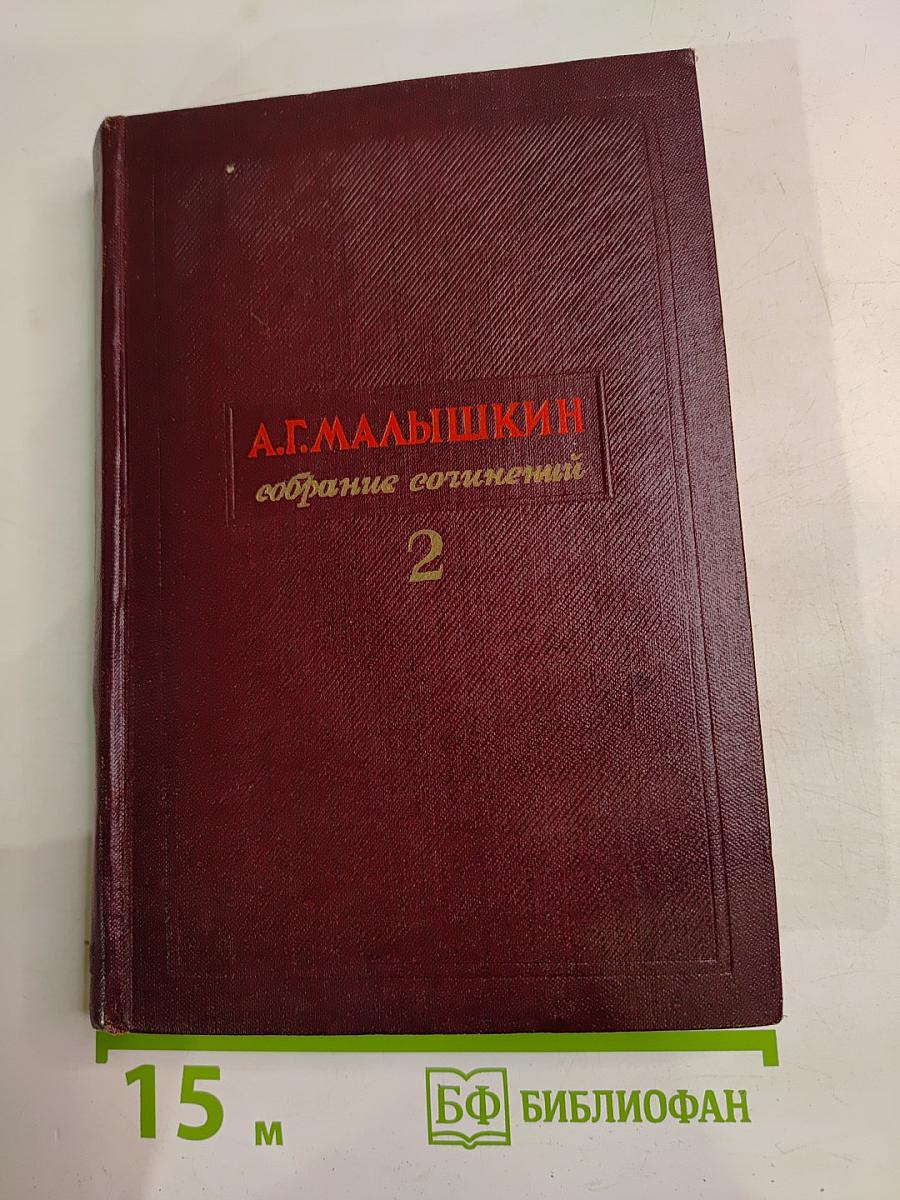 А.Г.МАЛЫШКИН
собрание сочинений
2
15 м
БФ БИБЛИОФАН